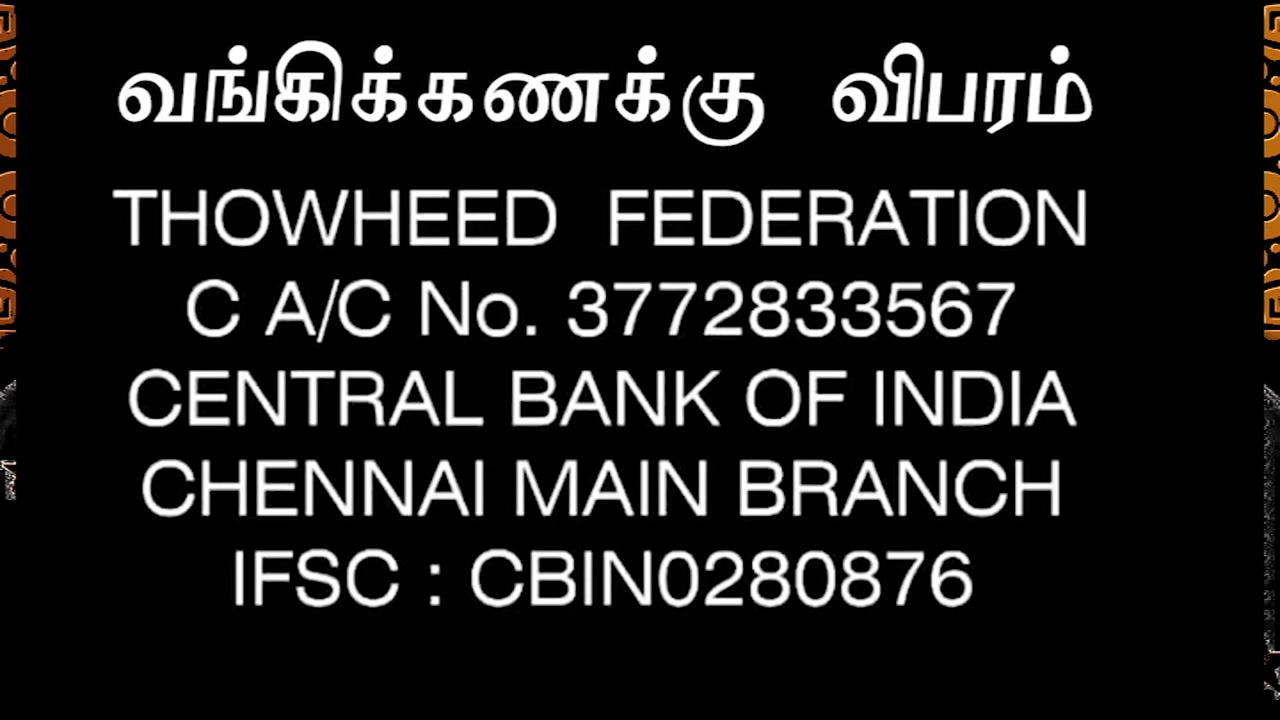 வங்கிக்கணக்கு விபரம்
THOWHEED FEDERATION
C A/C No. 3772833567
CENTRAL BANK OF INDIA
CHENNAI MAIN BRANCH
IFSC : CBIN0280876